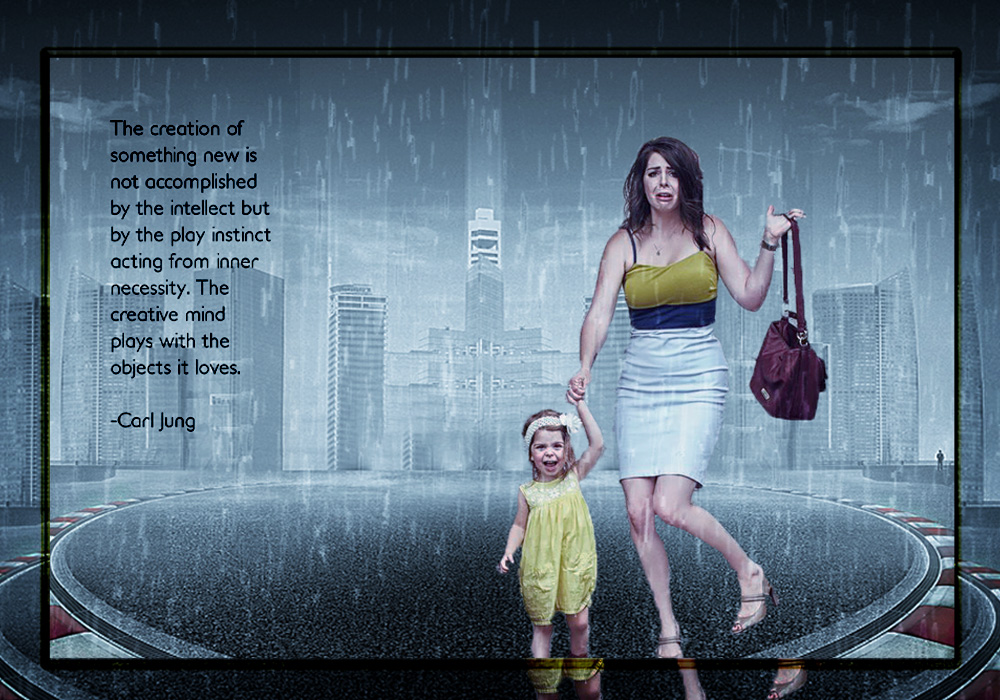 The creation of
something new is
not accomplished
by the intellect but
by the play instinct
acting from inner
necessity. The
creative mind
plays with the
objects it loves.
-Carl Jung